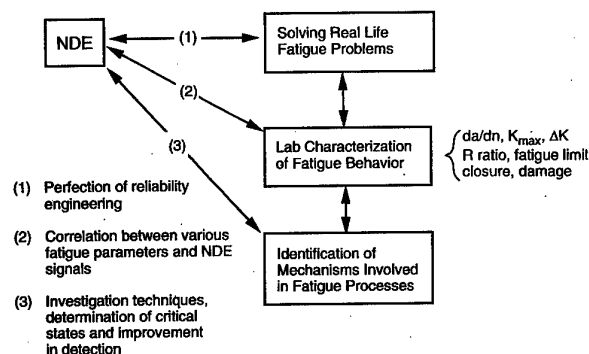 NDE
(1)
Solving Real Life
Fatigue Problems
(2)
(3)
Lab Characterization
of Fatigue Behavior
da/dn, Kmax, ΔK
R ratio, fatigue limit
closure, damage
Identification of
Mechanisms Involved
in Fatigue Processes
(1) Perfection of reliability
engineering
(2) Correlation between various
fatigue parameters and NDE
signals
(3) Investigation techniques,
determination of critical
states and improvement
in detection